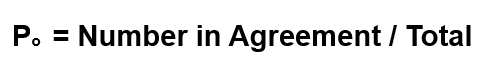 Pₒ = Number in Agreement / Total